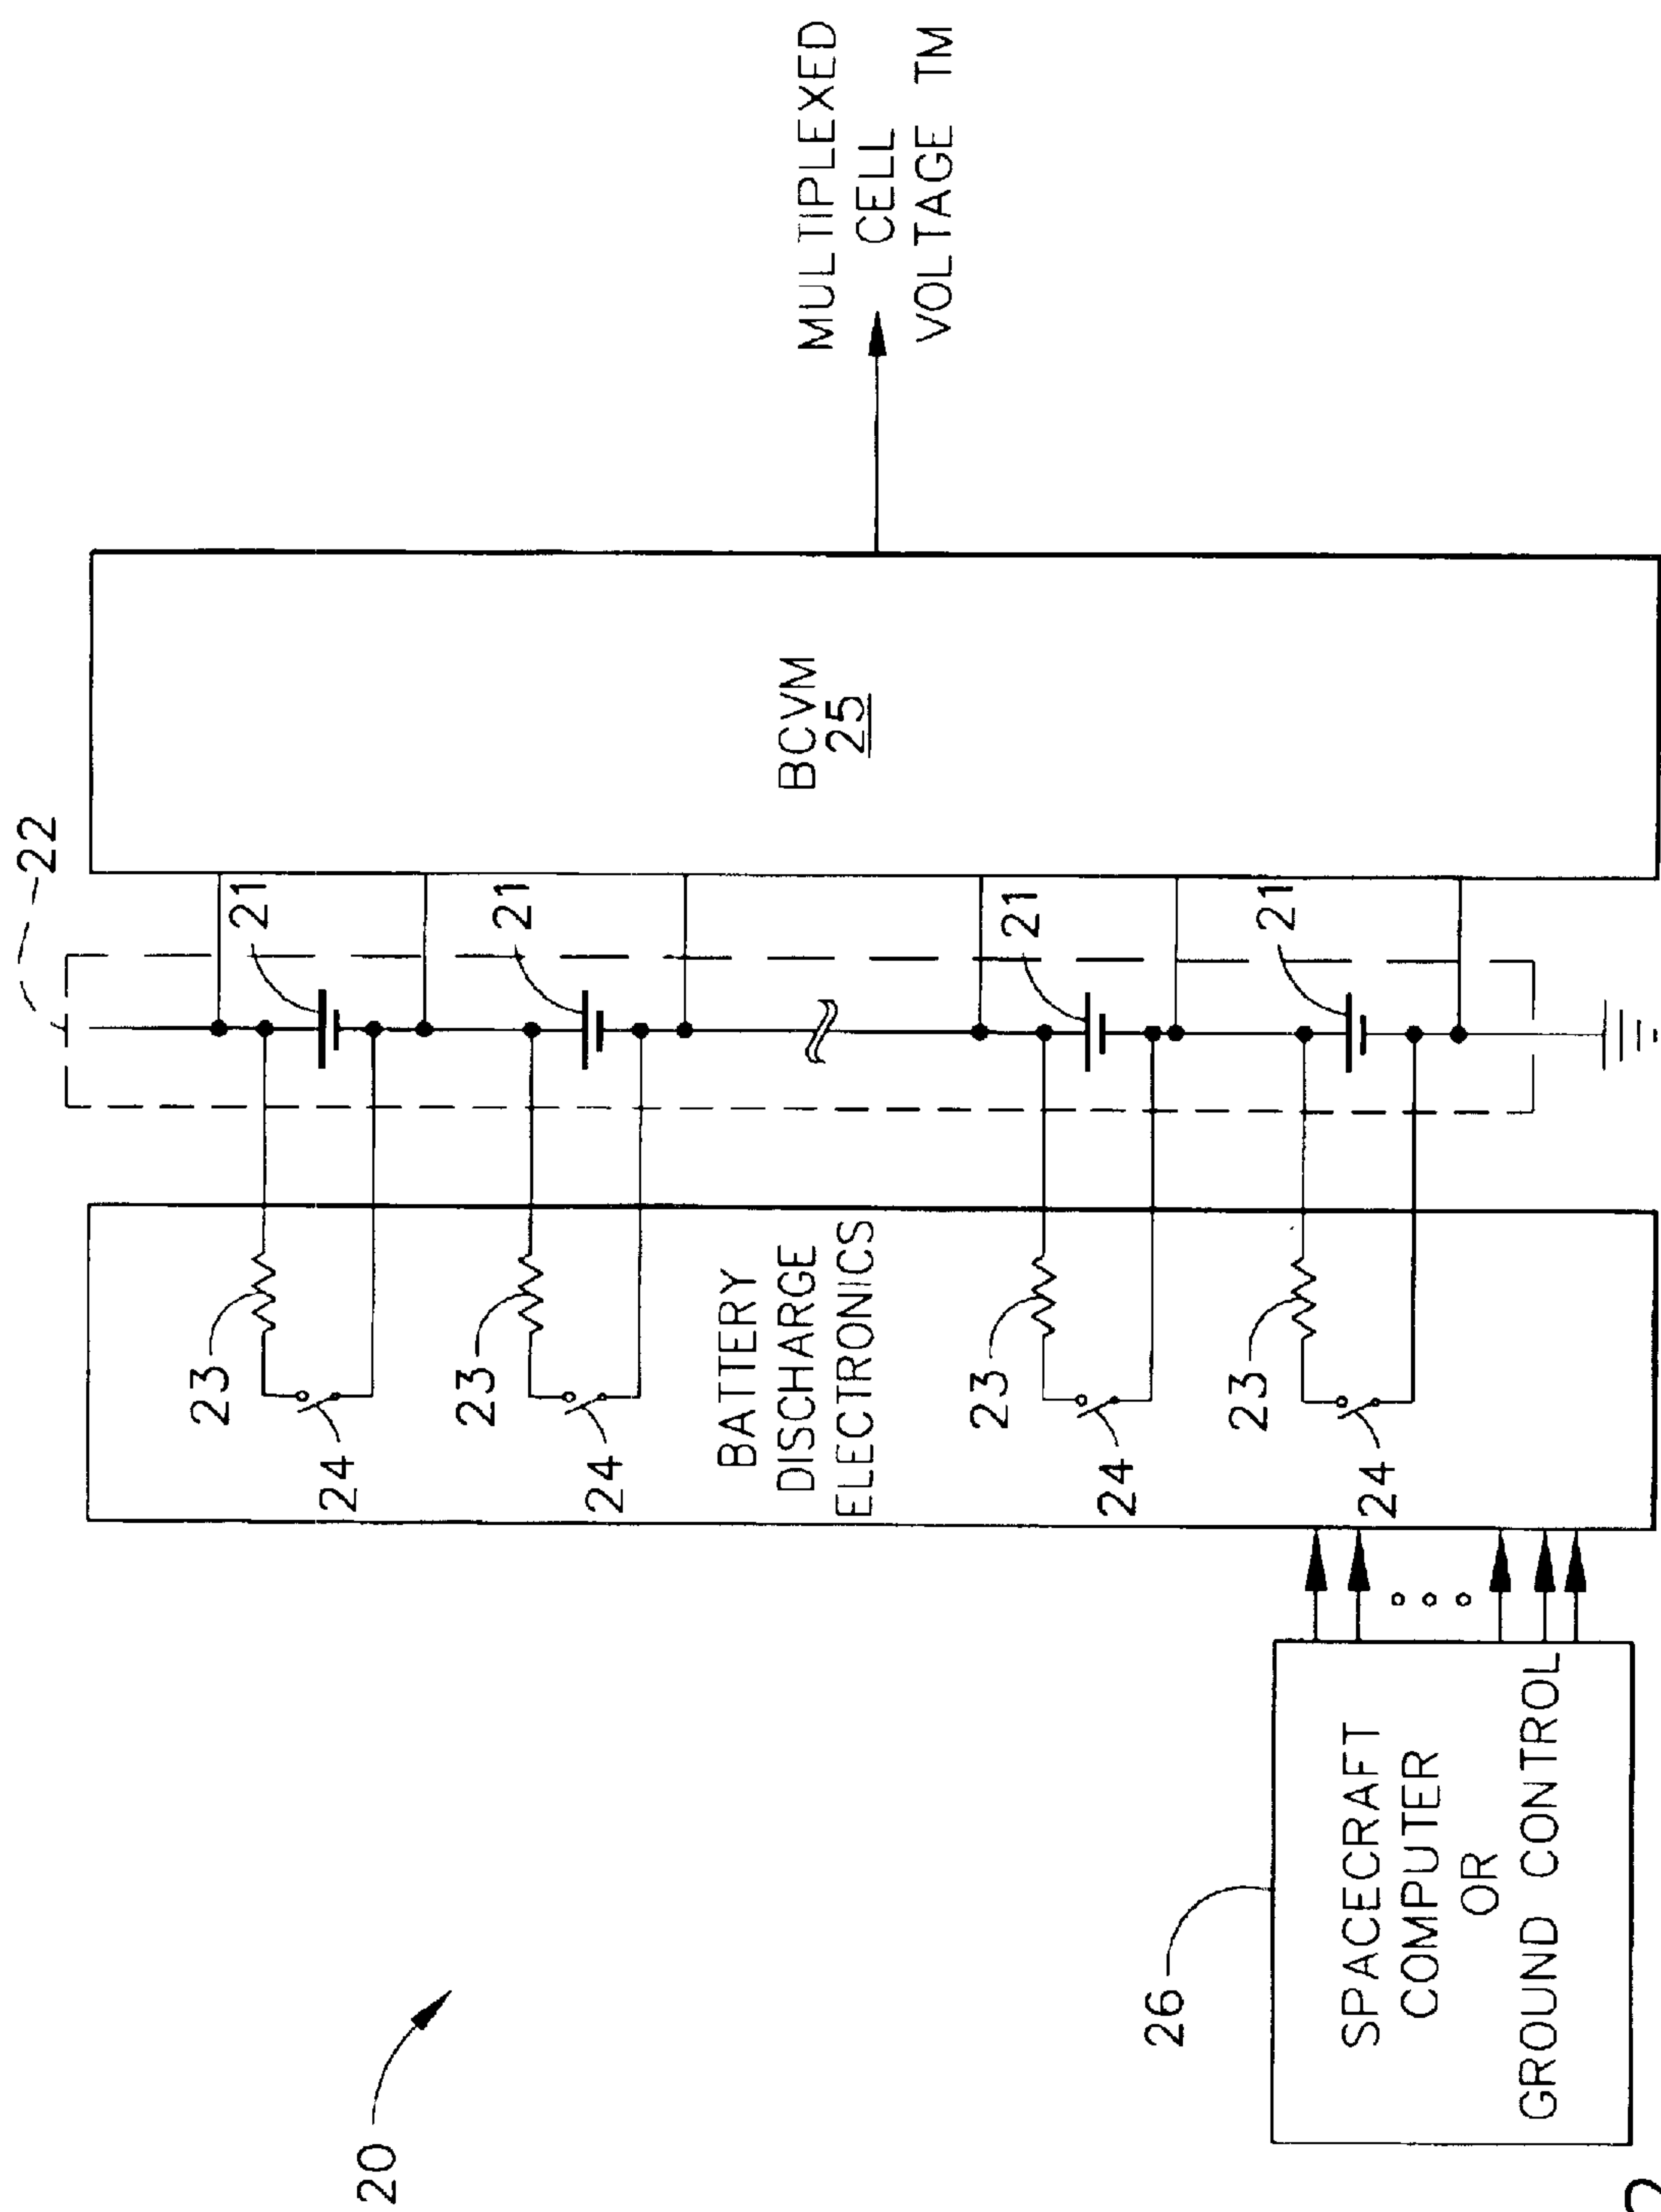 20
26
SPACECRAFT
COMPUTER
OR
GROUND CONTROL
23
24
23
24
BATTERY
DISCHARGE
ELECTRONICS
23
24
23
24
22
21
21
21
21
BCVM
25
MULTIPLEXED
CELL
VOLTAGE TM